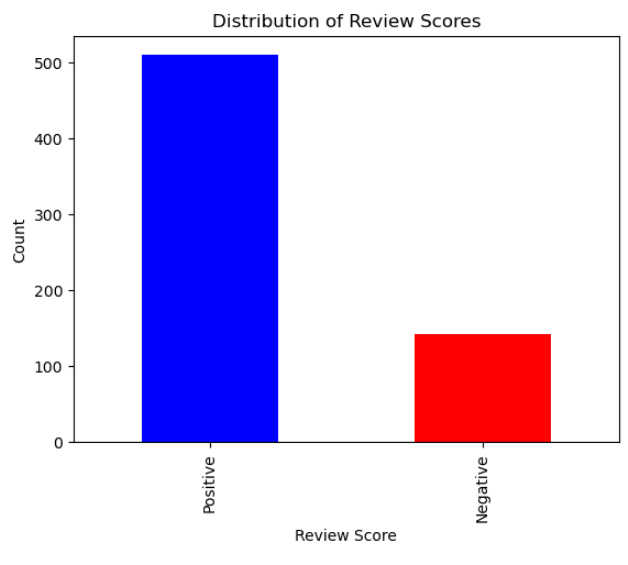 Distribution of Review Scores
500
400
300
200
100
0
Count
Positive
Negative
Review Score